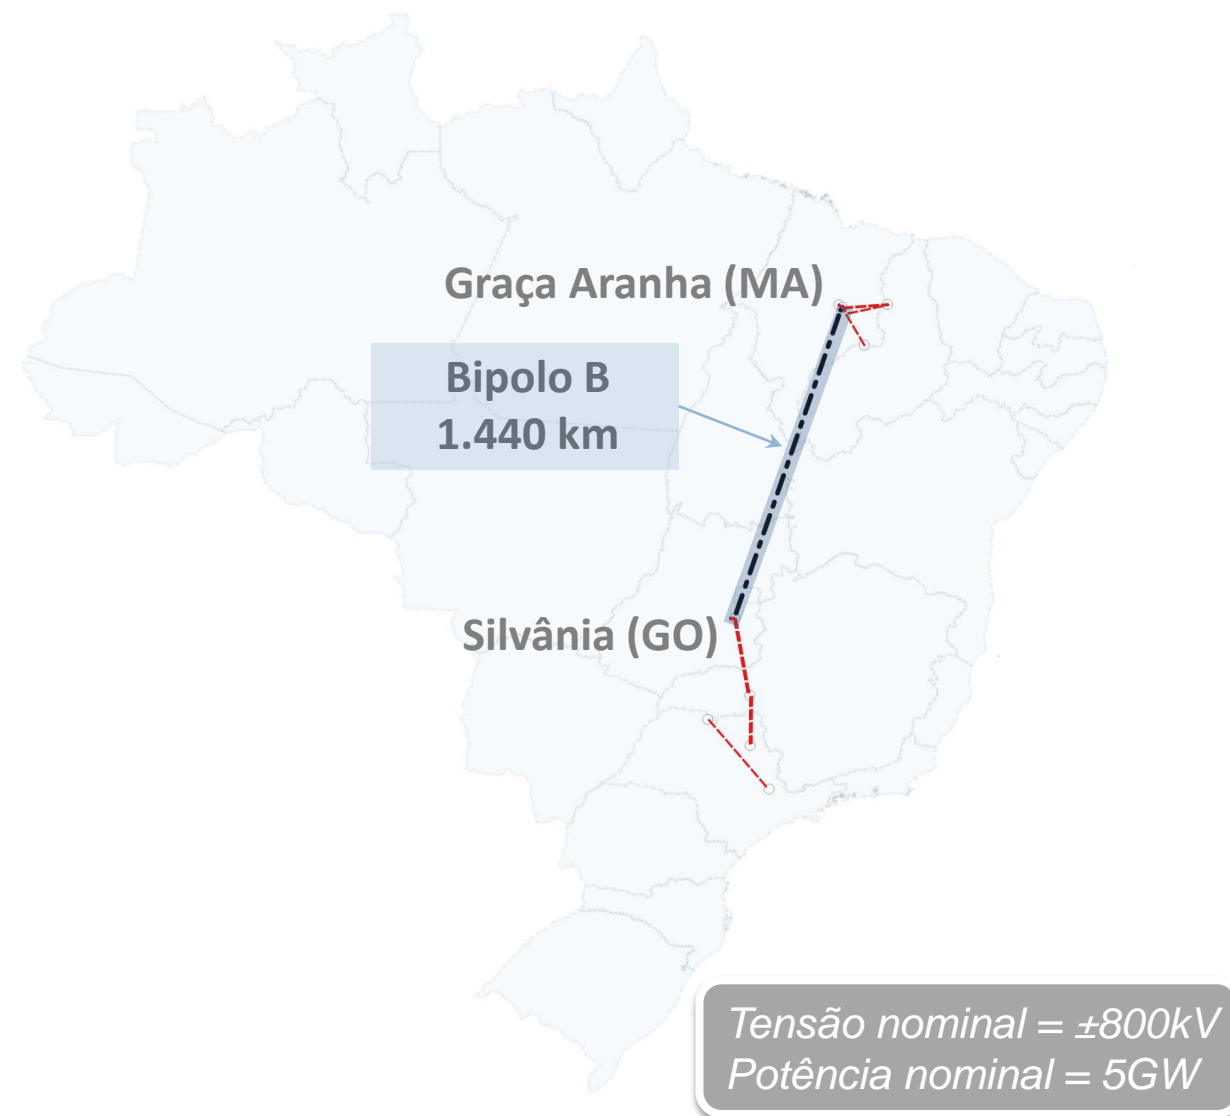 Graça Aranha (MA)
Bipolo B
1.440 km
Silvânia (GO)
Tensão nominal = ±800kV
Potência nominal = 5GW